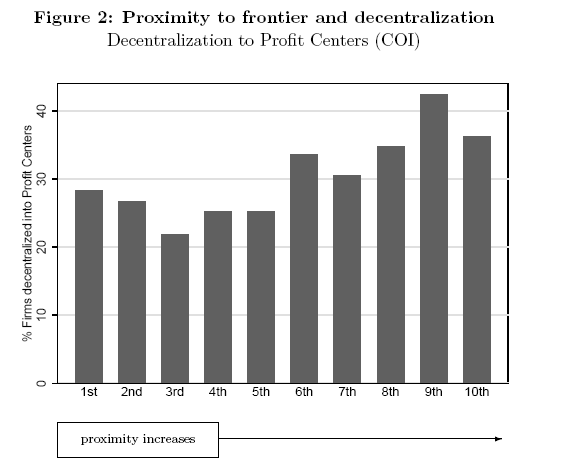 Figure 2: Proximity to frontier and decentralization
Decentralization to Profit Centers (COI)
% Firms decentralized into Profit Centers
40
30
20
10
0
1st 2nd 3rd 4th 5th 6th 7th 8th 9th 10th
proximity increases